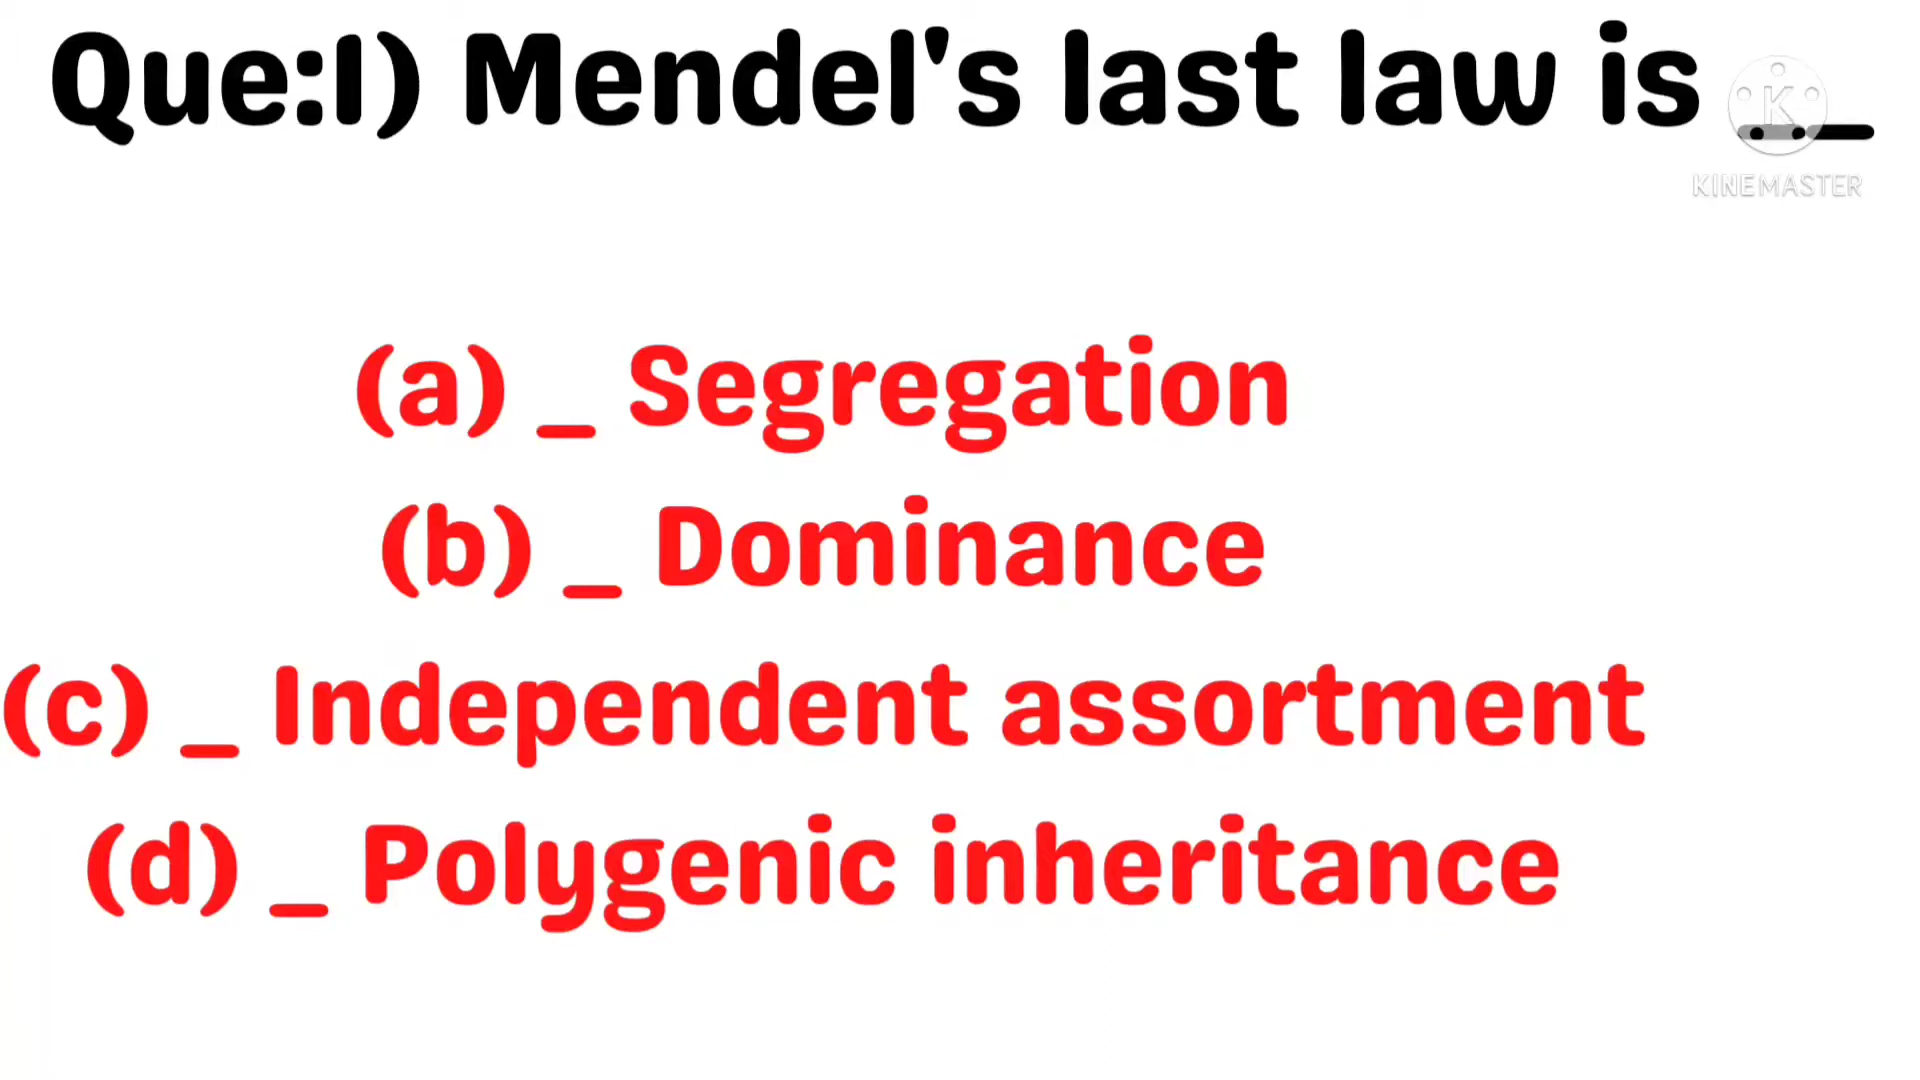 Que:I) Mendel's last law is __
KINEMASTER
(a) _ Segregation
(b) _ Dominance
(c) _ Independent assortment
(d) _ Polygenic inheritance